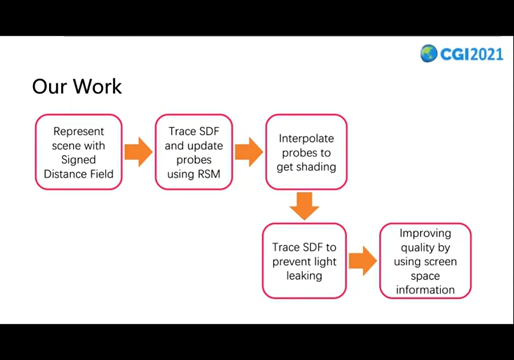 CGI2021
Our Work
Represent
scene with
Signed
Distance Field
Trace SDF
and update
probes
using RSM
Interpolate
probes to
get shading
Trace SDF to
prevent light
leaking
Improving
quality by
using screen
space
information